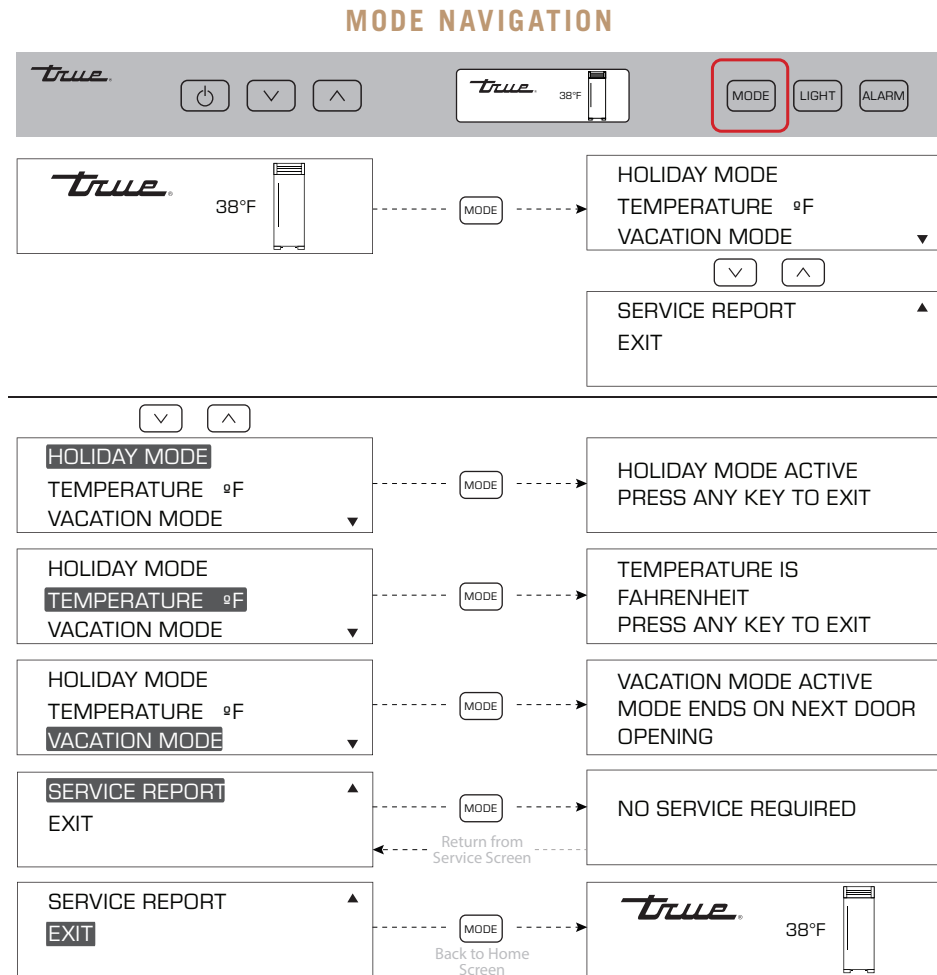 MODE NAVIGATION
true®
true® 38°F
MODE LIGHT ALARM
true® 38°F
MODE
HOLIDAY MODE
TEMPERATURE ºF
VACATION MODE
SERVICE REPORT
EXIT
HOLIDAY MODE
TEMPERATURE ºF
VACATION MODE
MODE
HOLIDAY MODE ACTIVE
PRESS ANY KEY TO EXIT
HOLIDAY MODE
TEMPERATURE ºF
VACATION MODE
MODE
TEMPERATURE IS
FAHRENHEIT
PRESS ANY KEY TO EXIT
HOLIDAY MODE
TEMPERATURE ºF
VACATION MODE
MODE
VACATION MODE ACTIVE
MODE ENDS ON NEXT DOOR
OPENING
SERVICE REPORT
EXIT
MODE
Return from
Service Screen
NO SERVICE REQUIRED
SERVICE REPORT
EXIT
MODE
Back to Home
Screen
true® 38°F